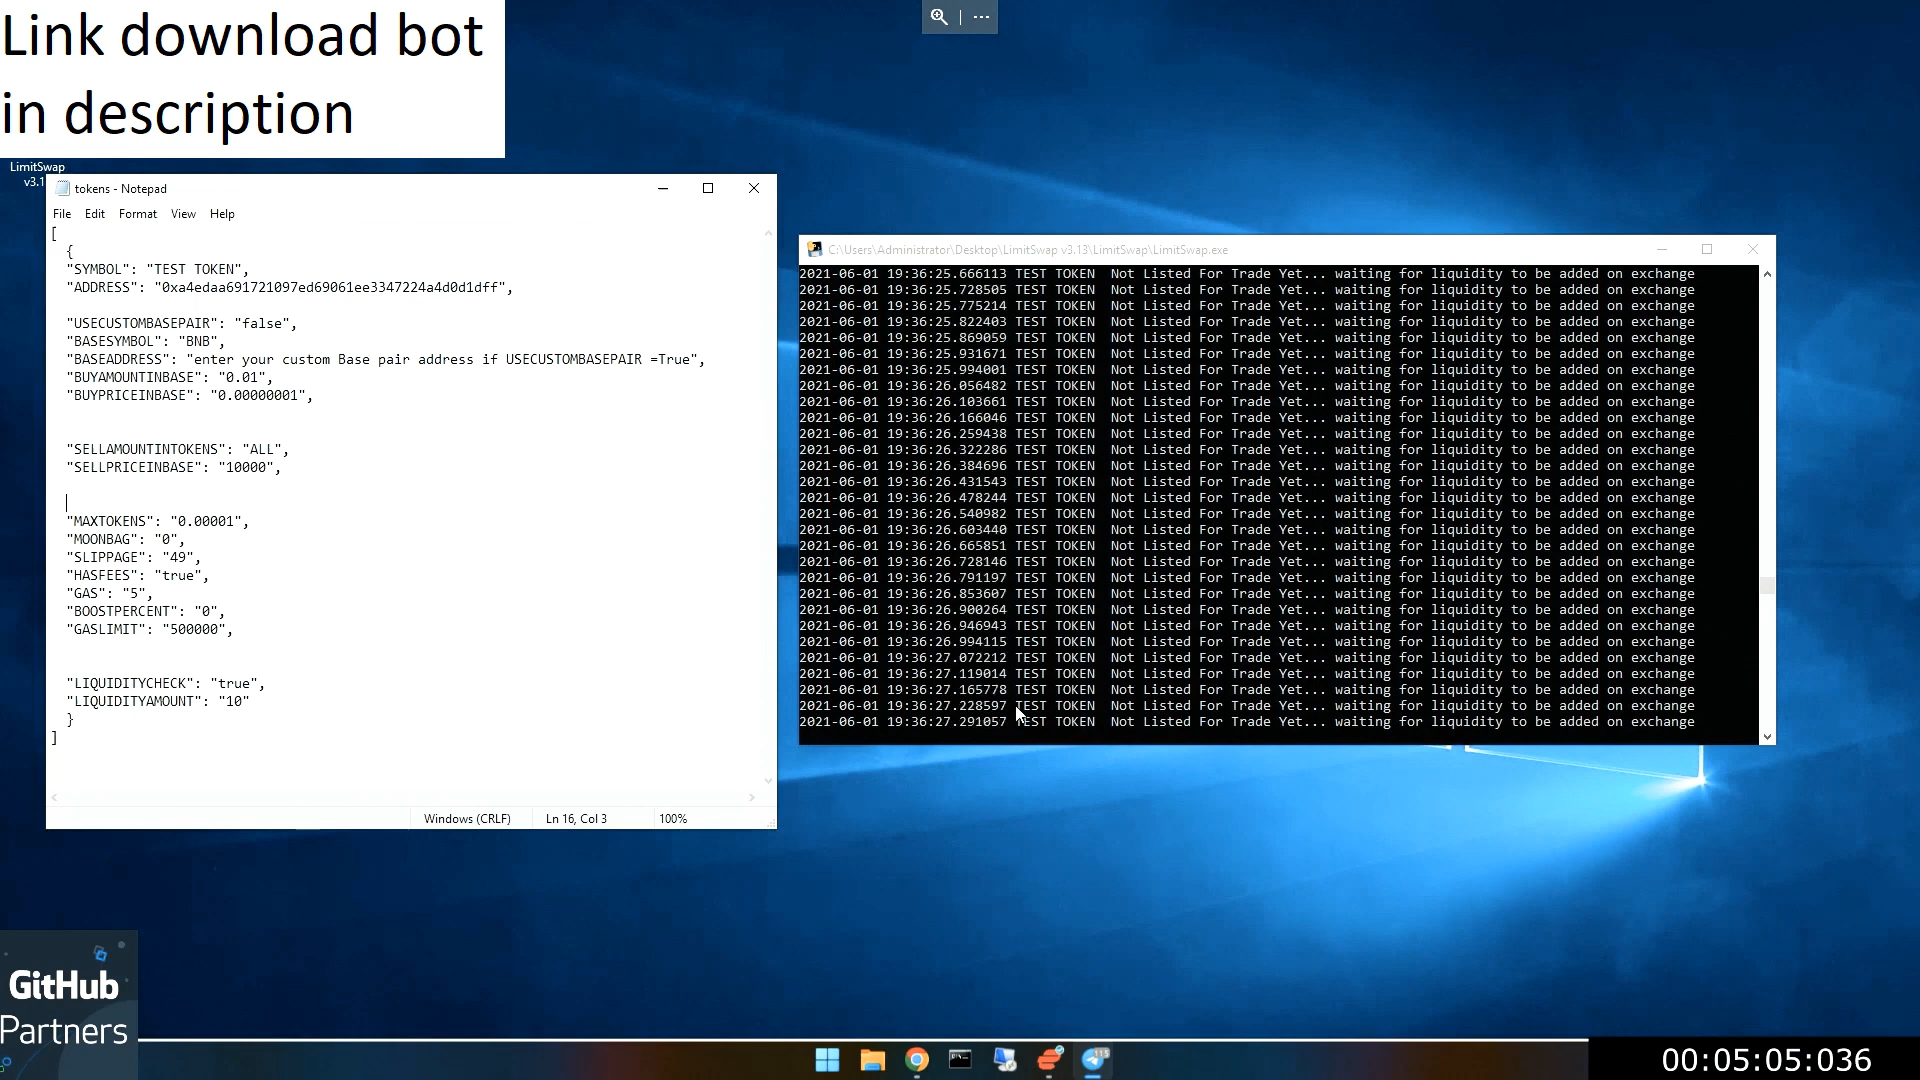 Link download bot
in description
LimitSwap
v3.1
tokens - Notepad
File Edit Format View Help
[
{
"SYMBOL": "TEST TOKEN",
"ADDRESS": "0xa4edaa691721097ed69061ee3347224a4d0d1dff",
"USECUSTOMBASEPAIR": "false",
"BASESYMBOL": "BNB",
"BASEADDRESS": "enter your custom Base pair address if USECUSTOMBASEPAIR =True",
"BUYAMOUNTINBASE": "0.01",
"BUYPRICEINBASE": "0.00000001",
"SELLAMOUNTINTOKENS": "ALL",
"SELLPRICEINBASE": "10000",
"MAXTOKENS": "0.00001",
"MOONBAG": "0",
"SLIPPAGE": "49",
"HASFEES": "true",
"GAS": "5",
"BOOSTPERCENT": "0",
"GASLIMIT": "500000",
"LIQUIDITYCHECK": "true",
"LIQUIDITYAMOUNT": "10"
}
]
Windows (CRLF) Ln 16, Col 3 100%
C:\Users\Administrator\Desktop\LimitSwap v3.13\LimitSwap\LimitSwap.exe
2021-06-01 19:36:25.666113 TEST TOKEN Not Listed For Trade Yet... waiting for liquidity to be added on exchange
2021-06-01 19:36:25.728505 TEST TOKEN Not Listed For Trade Yet... waiting for liquidity to be added on exchange
2021-06-01 19:36:25.775214 TEST TOKEN Not Listed For Trade Yet... waiting for liquidity to be added on exchange
2021-06-01 19:36:25.822403 TEST TOKEN Not Listed For Trade Yet... waiting for liquidity to be added on exchange
2021-06-01 19:36:25.869059 TEST TOKEN Not Listed For Trade Yet... waiting for liquidity to be added on exchange
2021-06-01 19:36:25.931671 TEST TOKEN Not Listed For Trade Yet... waiting for liquidity to be added on exchange
2021-06-01 19:36:25.994001 TEST TOKEN Not Listed For Trade Yet... waiting for liquidity to be added on exchange
2021-06-01 19:36:26.056482 TEST TOKEN Not Listed For Trade Yet... waiting for liquidity to be added on exchange
2021-06-01 19:36:26.103661 TEST TOKEN Not Listed For Trade Yet... waiting for liquidity to be added on exchange
2021-06-01 19:36:26.166046 TEST TOKEN Not Listed For Trade Yet... waiting for liquidity to be added on exchange
2021-06-01 19:36:26.259438 TEST TOKEN Not Listed For Trade Yet... waiting for liquidity to be added on exchange
2021-06-01 19:36:26.322286 TEST TOKEN Not Listed For Trade Yet... waiting for liquidity to be added on exchange
2021-06-01 19:36:26.384696 TEST TOKEN Not Listed For Trade Yet... waiting for liquidity to be added on exchange
2021-06-01 19:36:26.431543 TEST TOKEN Not Listed For Trade Yet... waiting for liquidity to be added on exchange
2021-06-01 19:36:26.478244 TEST TOKEN Not Listed For Trade Yet... waiting for liquidity to be added on exchange
2021-06-01 19:36:26.540982 TEST TOKEN Not Listed For Trade Yet... waiting for liquidity to be added on exchange
2021-06-01 19:36:26.603440 TEST TOKEN Not Listed For Trade Yet... waiting for liquidity to be added on exchange
2021-06-01 19:36:26.665851 TEST TOKEN Not Listed For Trade Yet... waiting for liquidity to be added on exchange
2021-06-01 19:36:26.728146 TEST TOKEN Not Listed For Trade Yet... waiting for liquidity to be added on exchange
2021-06-01 19:36:26.791197 TEST TOKEN Not Listed For Trade Yet... waiting for liquidity to be added on exchange
2021-06-01 19:36:26.853607 TEST TOKEN Not Listed For Trade Yet... waiting for liquidity to be added on exchange
2021-06-01 19:36:26.900264 TEST TOKEN Not Listed For Trade Yet... waiting for liquidity to be added on exchange
2021-06-01 19:36:26.946943 TEST TOKEN Not Listed For Trade Yet... waiting for liquidity to be added on exchange
2021-06-01 19:36:26.994115 TEST TOKEN Not Listed For Trade Yet... waiting for liquidity to be added on exchange
2021-06-01 19:36:27.072212 TEST TOKEN Not Listed For Trade Yet... waiting for liquidity to be added on exchange
2021-06-01 19:36:27.119014 TEST TOKEN Not Listed For Trade Yet... waiting for liquidity to be added on exchange
2021-06-01 19:36:27.165778 TEST TOKEN Not Listed For Trade Yet... waiting for liquidity to be added on exchange
2021-06-01 19:36:27.228597 TEST TOKEN Not Listed For Trade Yet... waiting for liquidity to be added on exchange
2021-06-01 19:36:27.291057 TEST TOKEN Not Listed For Trade Yet... waiting for liquidity to be added on exchange
GitHub
Partners
115
00:05:05:036